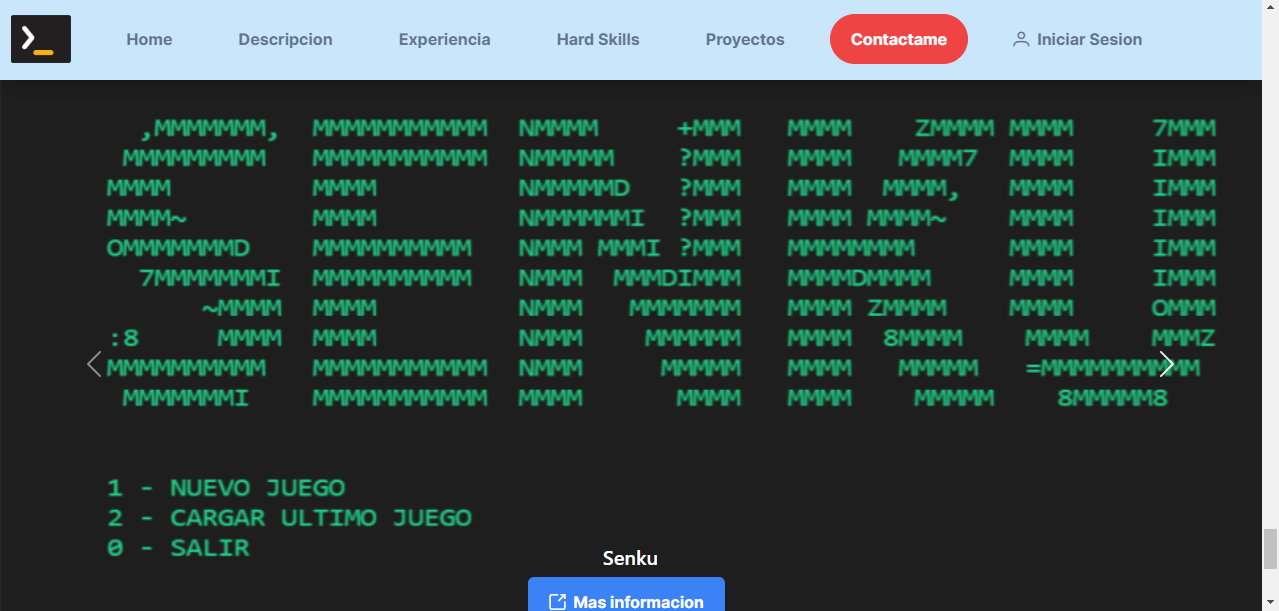 Home Descripcion Experiencia Hard Skills Proyectos Contactame Iniciar Sesion
,MMMMMMM, MMMMMMMMMMM NMMMM +MMM MMMM ZMMMM MMMM 7MMM
MMMMMMMMM MMMMMMMMMMM NMMMMM ?MMM MMMM MMMM7 MMMM IMMM
MMMM MMMM NMMMMMD ?MMM MMMM MMMM, MMMM IMMM
MMMM~ MMMM NMMMMMMI ?MMM MMMM MMMM~ MMMM IMMM
OMMMMMMMD MMMMMMMMMM NMMM MMMI ?MMM MMMMMMMM MMMM IMMM
7MMMMMMMI MMMMMMMMMM NMMM MMMDIMMM MMMMDMMMM MMMM IMMM
~MMMM MMMM NMMM MMMMMMM MMMM ZMMMM MMMM OMMM
:8 MMMM MMMM NMMM MMMMMM MMMM 8MMMM MMMM MMMZ
MMMMMMMMMM MMMMMMMMMMM NMMM MMMMM MMMM MMMMM =MMMMMMMMMM
MMMMMMMI MMMMMMMMMMM MMMM MMMM MMMM MMMMM 8MMMMM8
1 - NUEVO JUEGO
2 - CARGAR ULTIMO JUEGO
0 - SALIR
Senku
Mas informacion